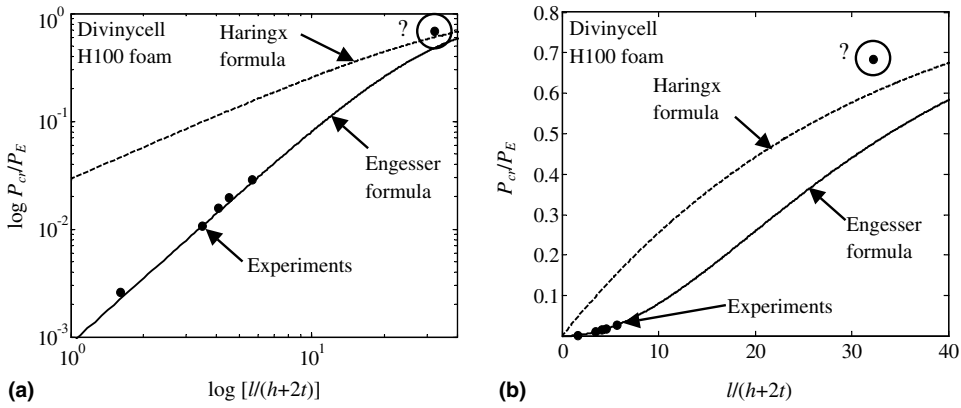 10^0
10^-1
10^-2
10^-3
log P_cr/P_E
Divinycell
H100 foam
Haringx
formula
?
Engesser
formula
Experiments
10^0
10^1
log [l/(h+2t)]
(a)
0.8
0.7
0.6
0.5
0.4
0.3
0.2
0.1
P_cr/P_E
Divinycell
H100 foam
?
Haringx
formula
Engesser
formula
Experiments
0
10
20
30
40
l/(h+2t)
(b)